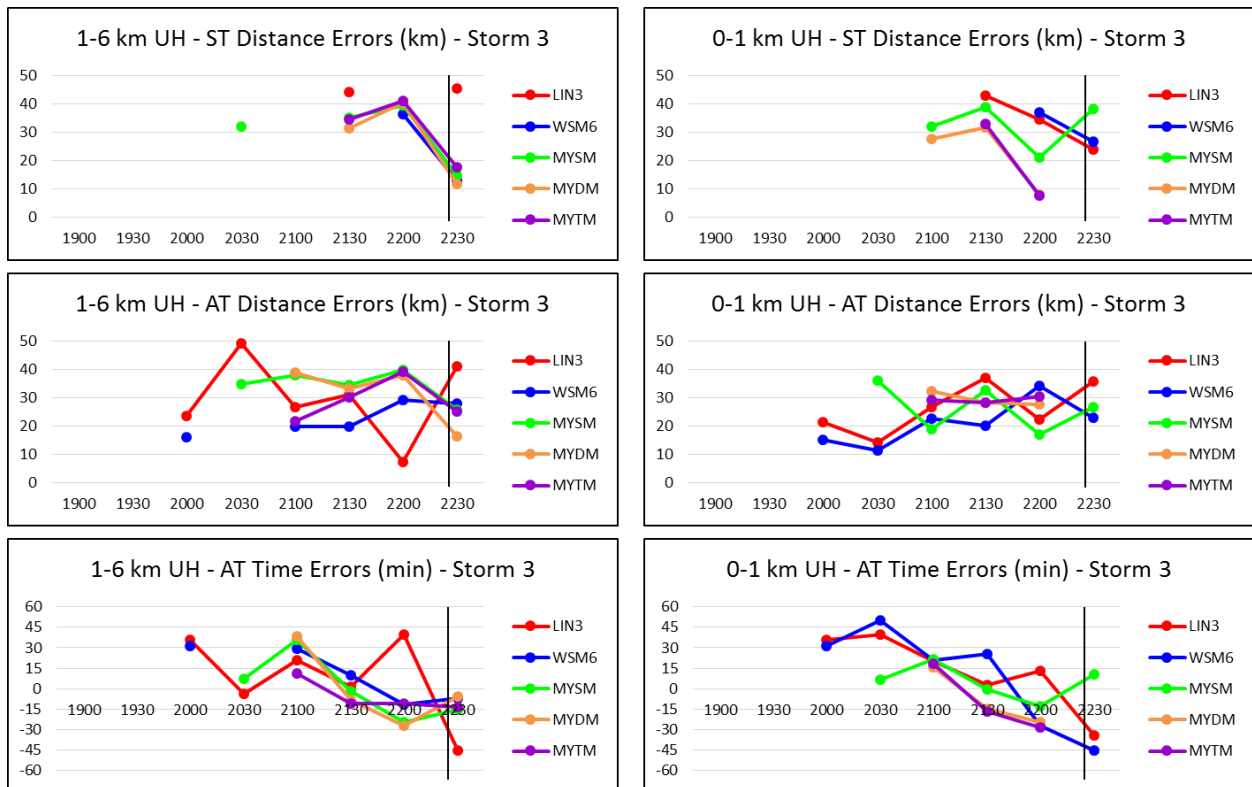 1-6 km UH - ST Distance Errors (km) - Storm 3
50
40
30
20
10
0
1900 1930 2000 2030 2100 2130 2200 2230
LIN3
WSM6
MYSM
MYDM
MYTM
0-1 km UH - ST Distance Errors (km) - Storm 3
50
40
30
20
10
0
1900 1930 2000 2030 2100 2130 2200 2230
LIN3
WSM6
MYSM
MYDM
MYTM
1-6 km UH - AT Distance Errors (km) - Storm 3
50
40
30
20
10
0
1900 1930 2000 2030 2100 2130 2200 2230
LIN3
WSM6
MYSM
MYDM
MYTM
0-1 km UH - AT Distance Errors (km) - Storm 3
50
40
30
20
10
0
1900 1930 2000 2030 2100 2130 2200 2230
LIN3
WSM6
MYSM
MYDM
MYTM
1-6 km UH - AT Time Errors (min) - Storm 3
60
45
30
15
0
-15
-30
-45
-60
1900 1930 2000 2030 2100 2130 2200 2230
LIN3
WSM6
MYSM
MYDM
MYTM
0-1 km UH - AT Time Errors (min) - Storm 3
60
45
30
15
0
-15
-30
-45
-60
1900 1930 2000 2030 2100 2130 2200 2230
LIN3
WSM6
MYSM
MYDM
MYTM